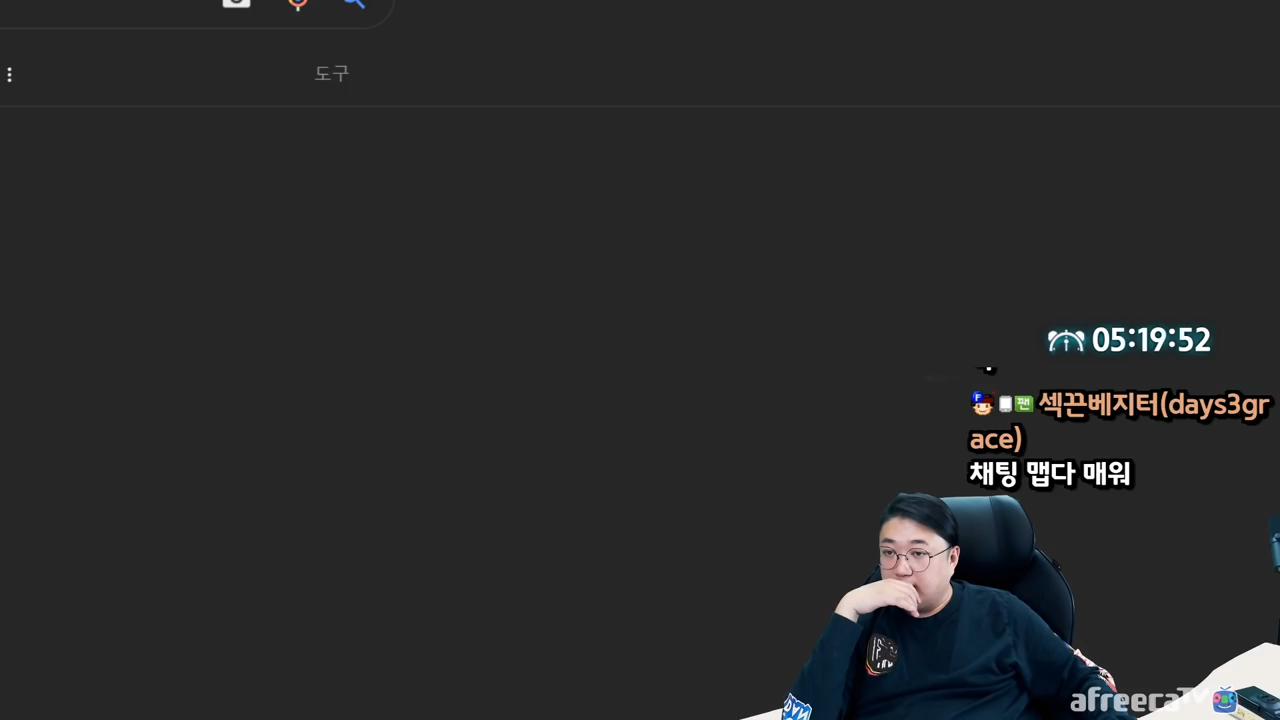 도구
05:19:52
팬 섹끈베지터(days3gr
ace)
채팅 맵다 매워
afreecaTV